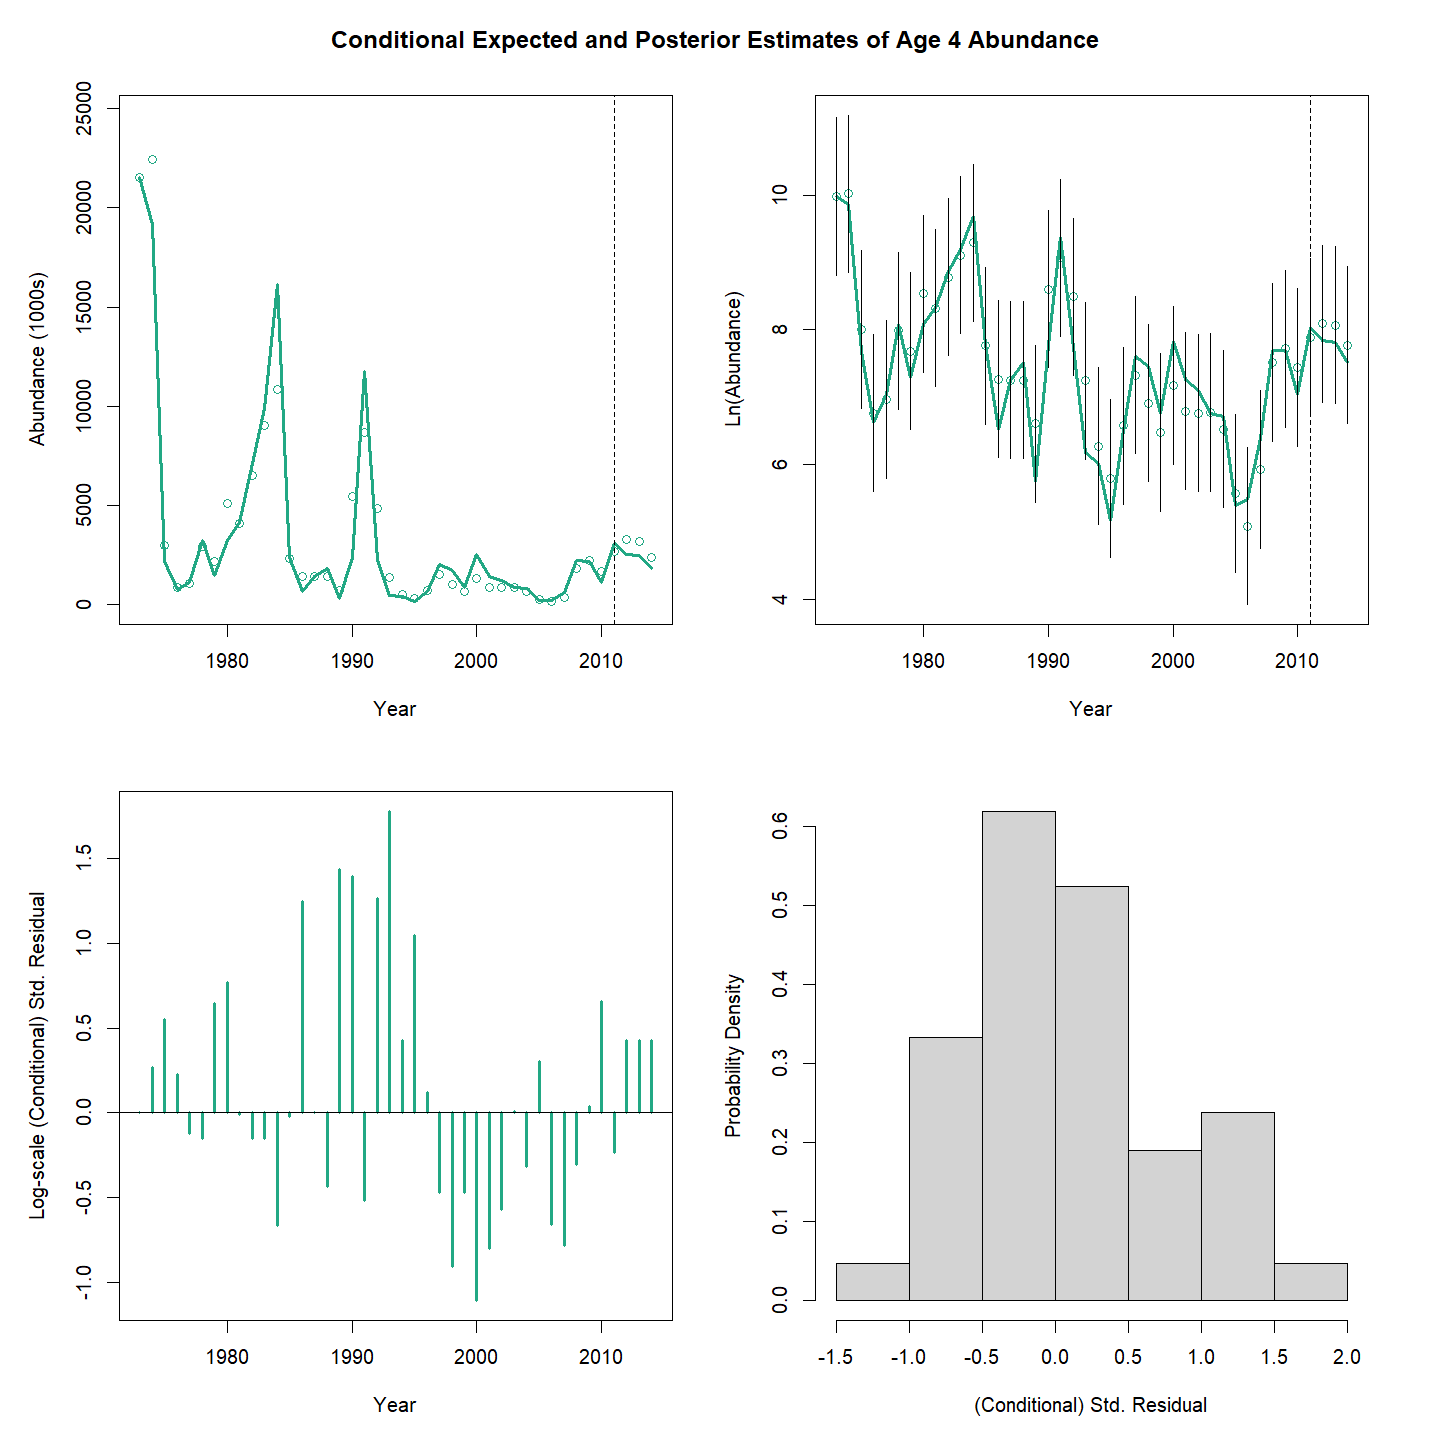 Conditional Expected and Posterior Estimates of Age 4 Abundance
Abundance (1000s)
25000
20000
15000
10000
5000
0
1980 1990 2000 2010
Year
Ln(Abundance)
10
8
6
4
1980 1990 2000 2010
Year
Log-scale (Conditional) Std. Residual
1.5
1.0
0.5
0.0
-0.5
-1.0
1980 1990 2000 2010
Year
Probability Density
0.6
0.5
0.4
0.3
0.2
0.1
0.0
-1.5 -1.0 -0.5 0.0 0.5 1.0 1.5 2.0
(Conditional) Std. Residual